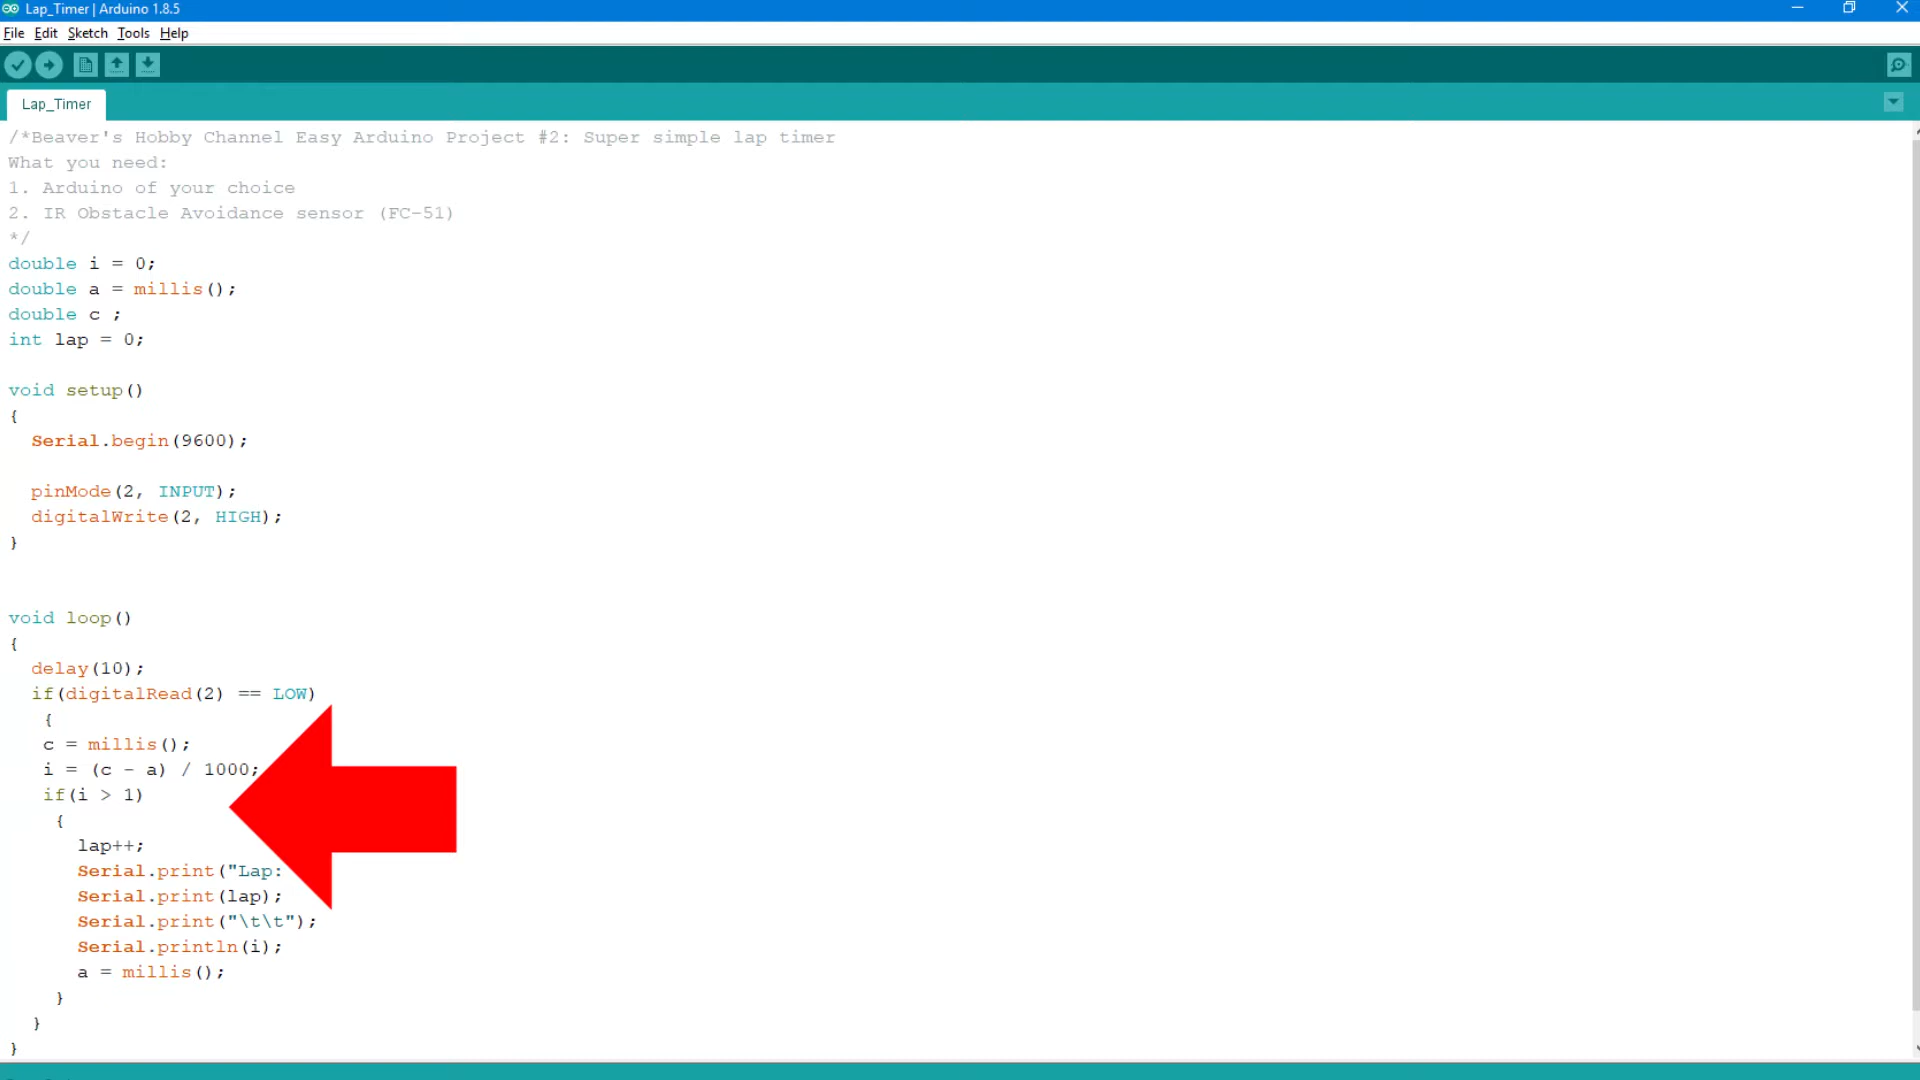 Lap_Timer | Arduino 1.8.5
File Edit Sketch Tools Help
Lap_Timer
/*Beaver's Hobby Channel Easy Arduino Project #2: Super simple lap timer
What you need:
1. Arduino of your choice
2. IR Obstacle Avoidance sensor (FC-51)
*/
double i = 0;
double a = millis();
double c ;
int lap = 0;
void setup()
{
Serial.begin(9600);
pinMode(2, INPUT);
digitalWrite(2, HIGH);
}
void loop()
{
delay(10);
if(digitalRead(2) == LOW)
{
c = millis();
i = (c - a) / 1000;
if(i > 1)
{
lap++;
Serial.print("Lap:
Serial.print(lap);
Serial.print("\t\t");
Serial.println(i);
a = millis();
}
}
}